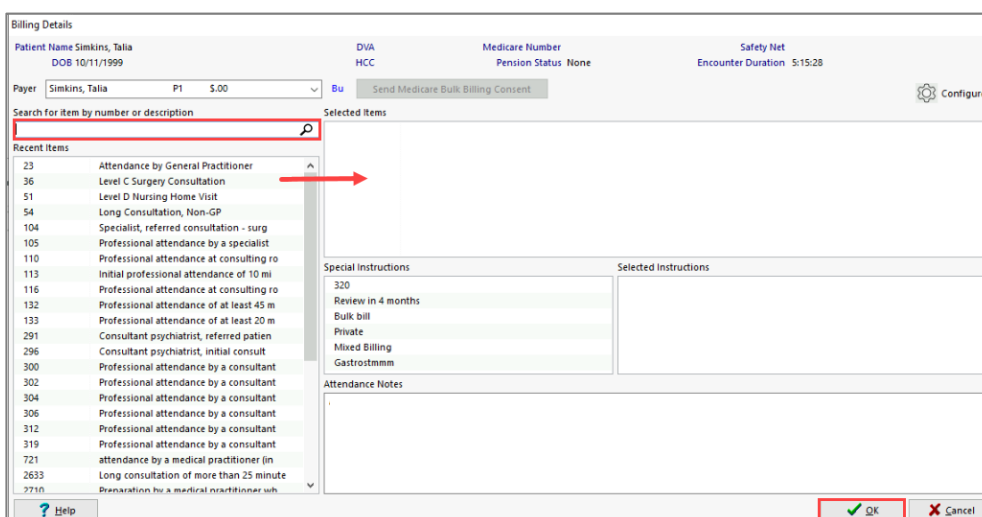 Billing Details
Patient Name Simkins, Talia DVA Medicare Number Safety Net
DOB 10/11/1999 HCC Pension Status None Encounter Duration 5:15:28
Payer Simkins, Talia P1 $.00 Bu Send Medicare Bulk Billing Consent Configure
Search for item by number or description Selected Items
Recent Items
23 Attendance by General Practitioner
36 Level C Surgery Consultation
51 Level D Nursing Home Visit
54 Long Consultation, Non-GP
104 Specialist, referred consultation - surg
105 Professional attendance by a specialist
110 Professional attendance at consulting ro
113 Initial professional attendance of 10 mi
116 Professional attendance at consulting ro
132 Professional attendance of at least 45 m
133 Professional attendance of at least 20 m
291 Consultant psychiatrist, referred patien
296 Consultant psychiatrist, initial consult
300 Professional attendance by a consultant
302 Professional attendance by a consultant
304 Professional attendance by a consultant
306 Professional attendance by a consultant
312 Professional attendance by a consultant
319 Professional attendance by a consultant
721 attendance by a medical practitioner (in
2633 Long consultation of more than 25 minute
2710 Preparation by a medical practitioner wh
Special Instructions Selected Instructions
320
Review in 4 months
Bulk bill
Private
Mixed Billing
Gastrostmmm
Attendance Notes
? Help OK Cancel